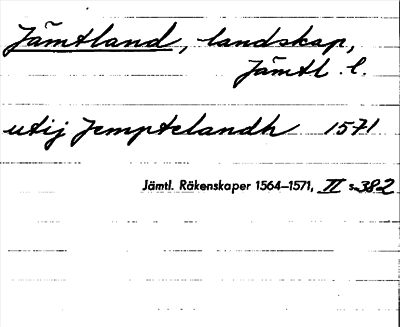 Jämtland, landskap,
Jämtl. l.
utij Jemptelandh 1571
Jämtl. Räkenskaper 1564–1571, II s. 382